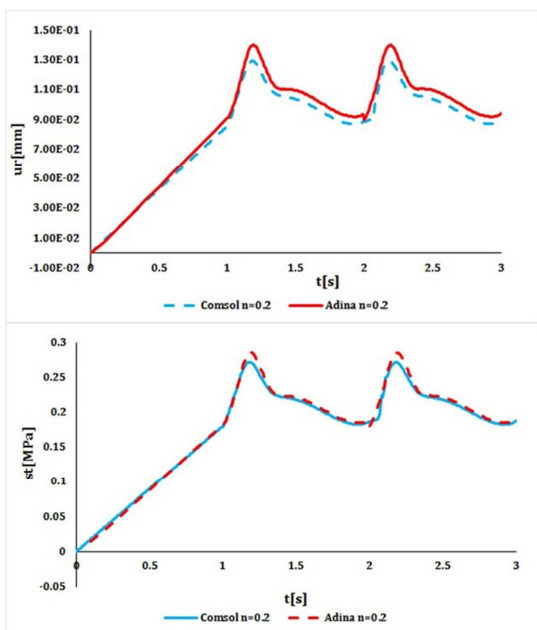 1.50E-01
1.30E-01
1.10E-01
9.00E-02
7.00E-02
5.00E-02
3.00E-02
1.00E-02
-1.00E-02
ur[mm]
0 0.5 1 1.5 2 2.5 3
t[s]
Comsol n=0.2 Adina n=0.2
0.3
0.25
0.2
0.15
0.1
0.05
0
-0.05
st[MPa]
0 0.5 1 1.5 2 2.5 3
t[s]
Comsol n=0.2 Adina n=0.2